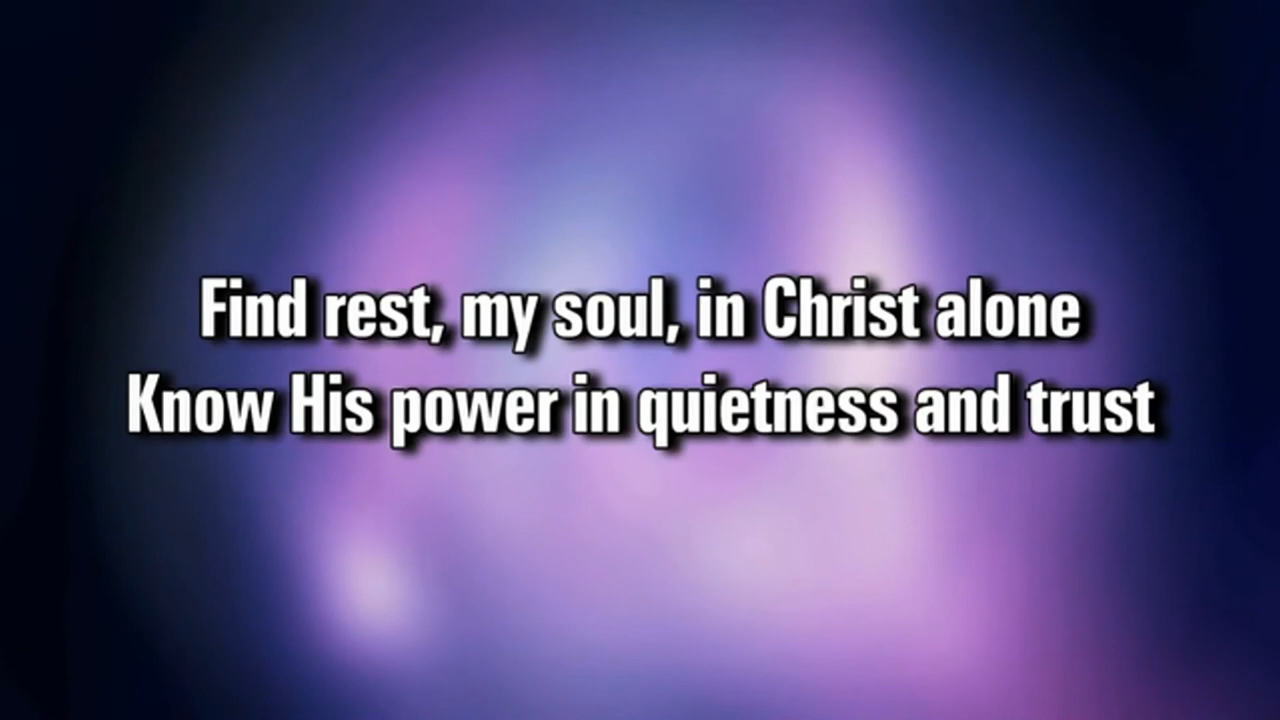 Find rest, my soul, in Christ alone
Know His power in quietness and trust